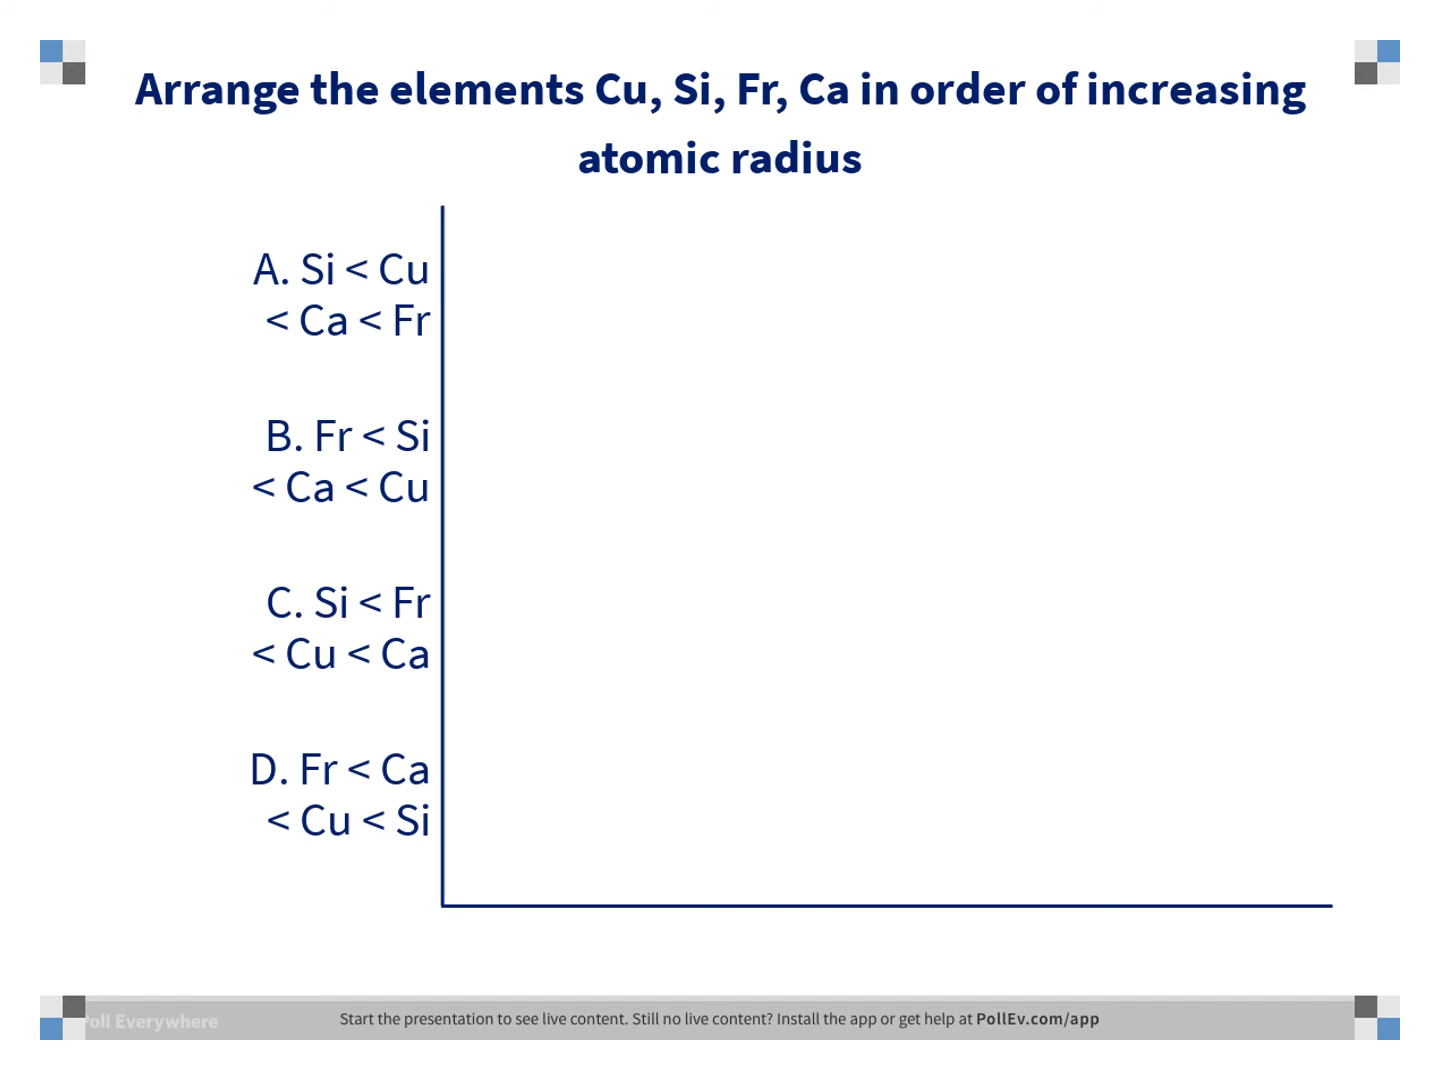 Arrange the elements Cu, Si, Fr, Ca in order of increasing
atomic radius
A. Si < Cu
< Ca < Fr
B. Fr < Si
< Ca < Cu
C. Si < Fr
< Cu < Ca
D. Fr < Ca
< Cu < Si
Poll Everywhere
Start the presentation to see live content. Still no live content? Install the app or get help at PollEv.com/app